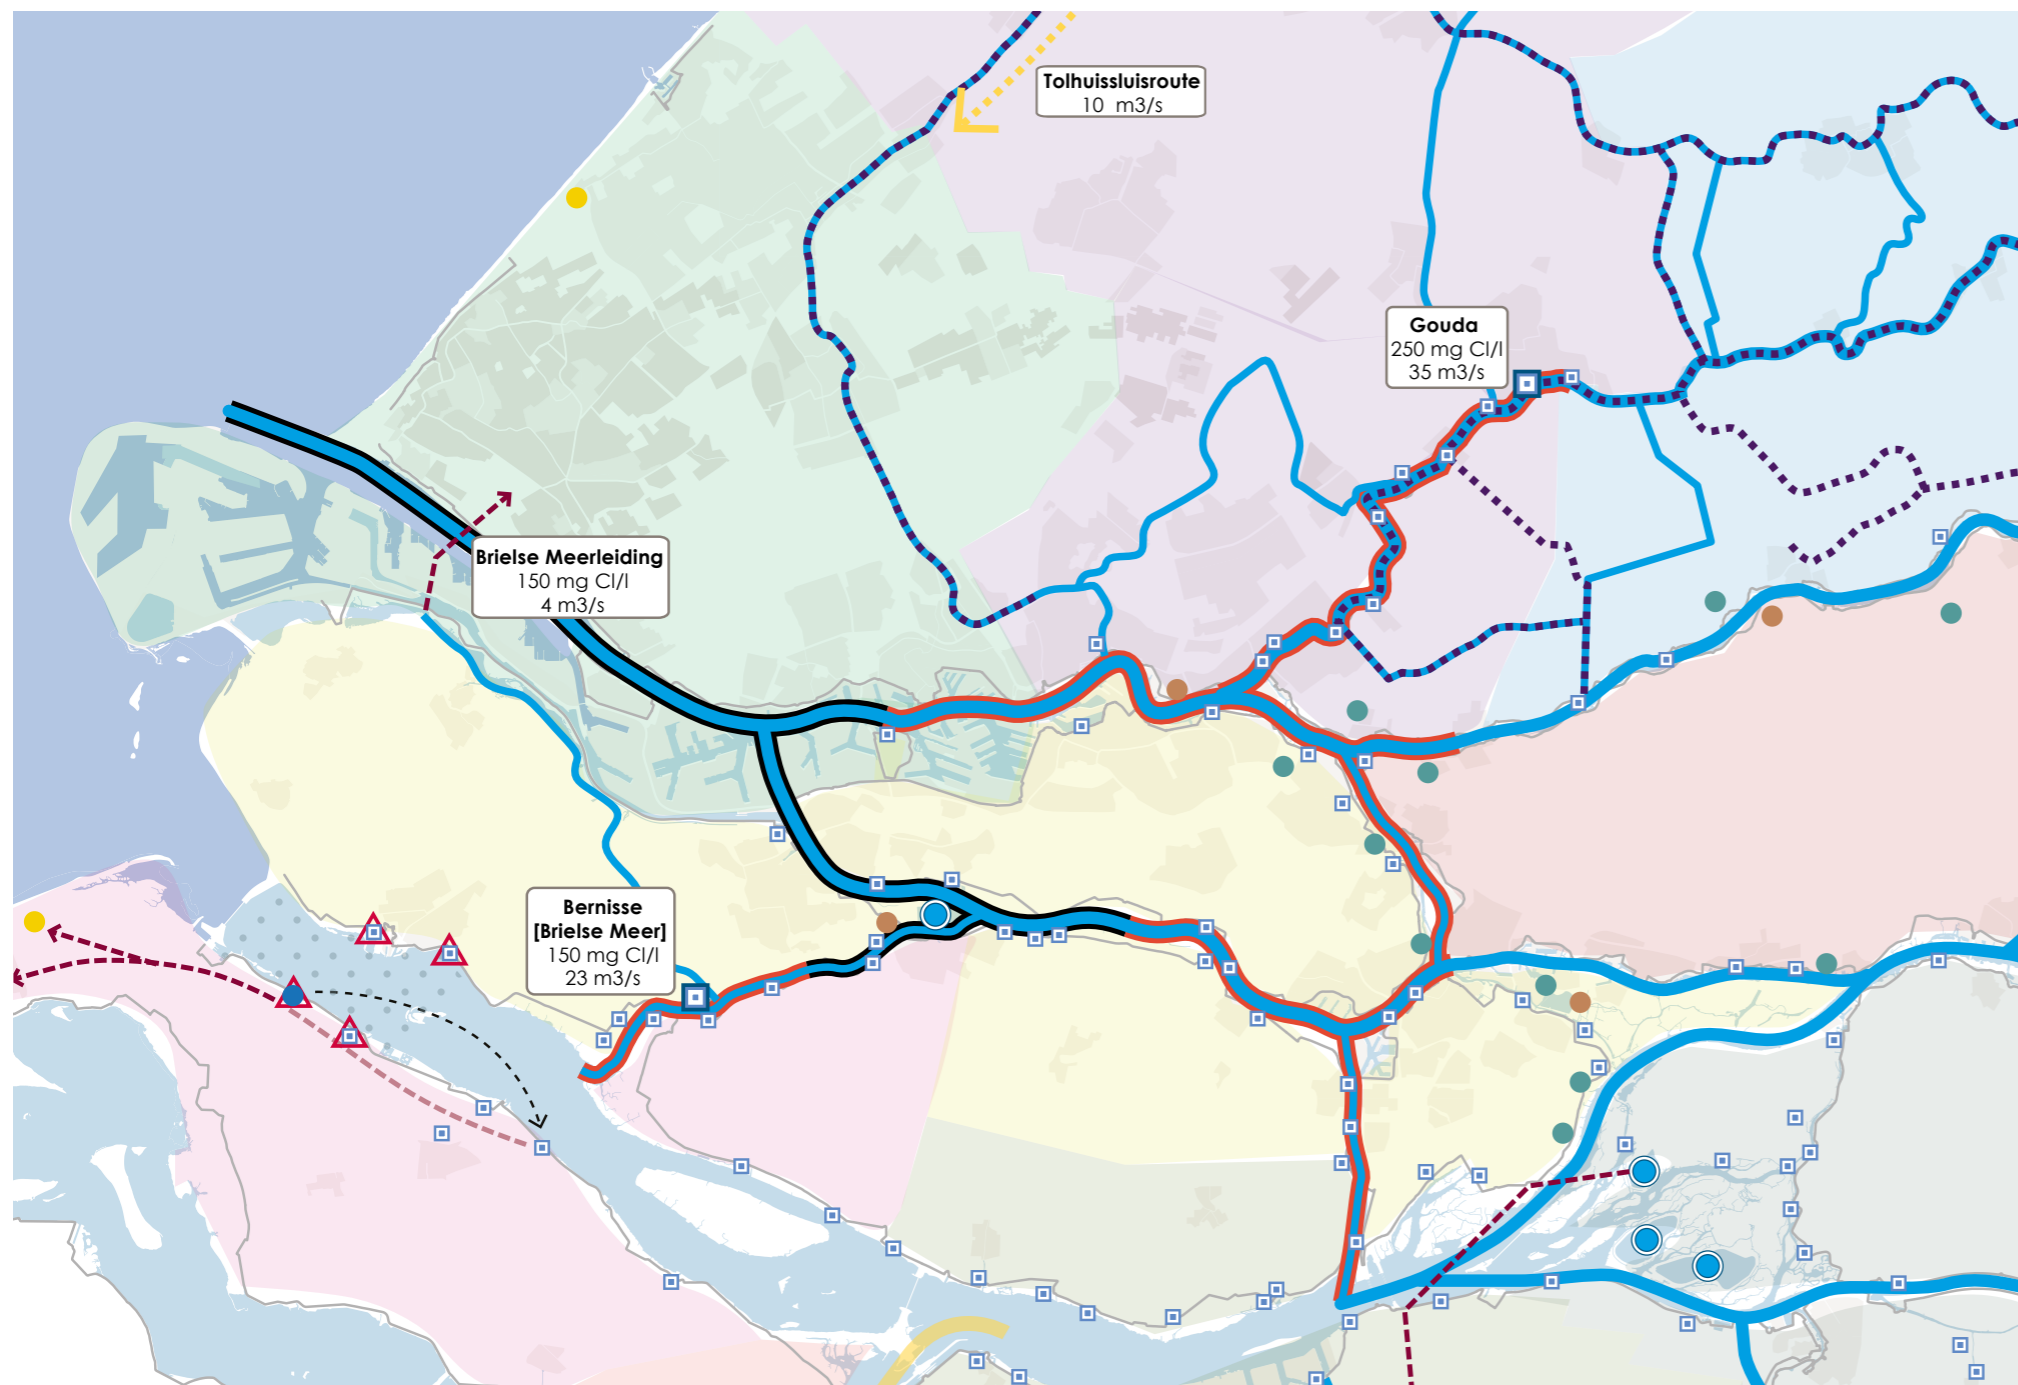 Tolhuissluisroute
10 m3/s
Gouda
250 mg Cl/l
35 m3/s
Brielse Meerleiding
150 mg Cl/l
4 m3/s
Bernisse
[Brielse Meer]
150 mg Cl/l
23 m3/s